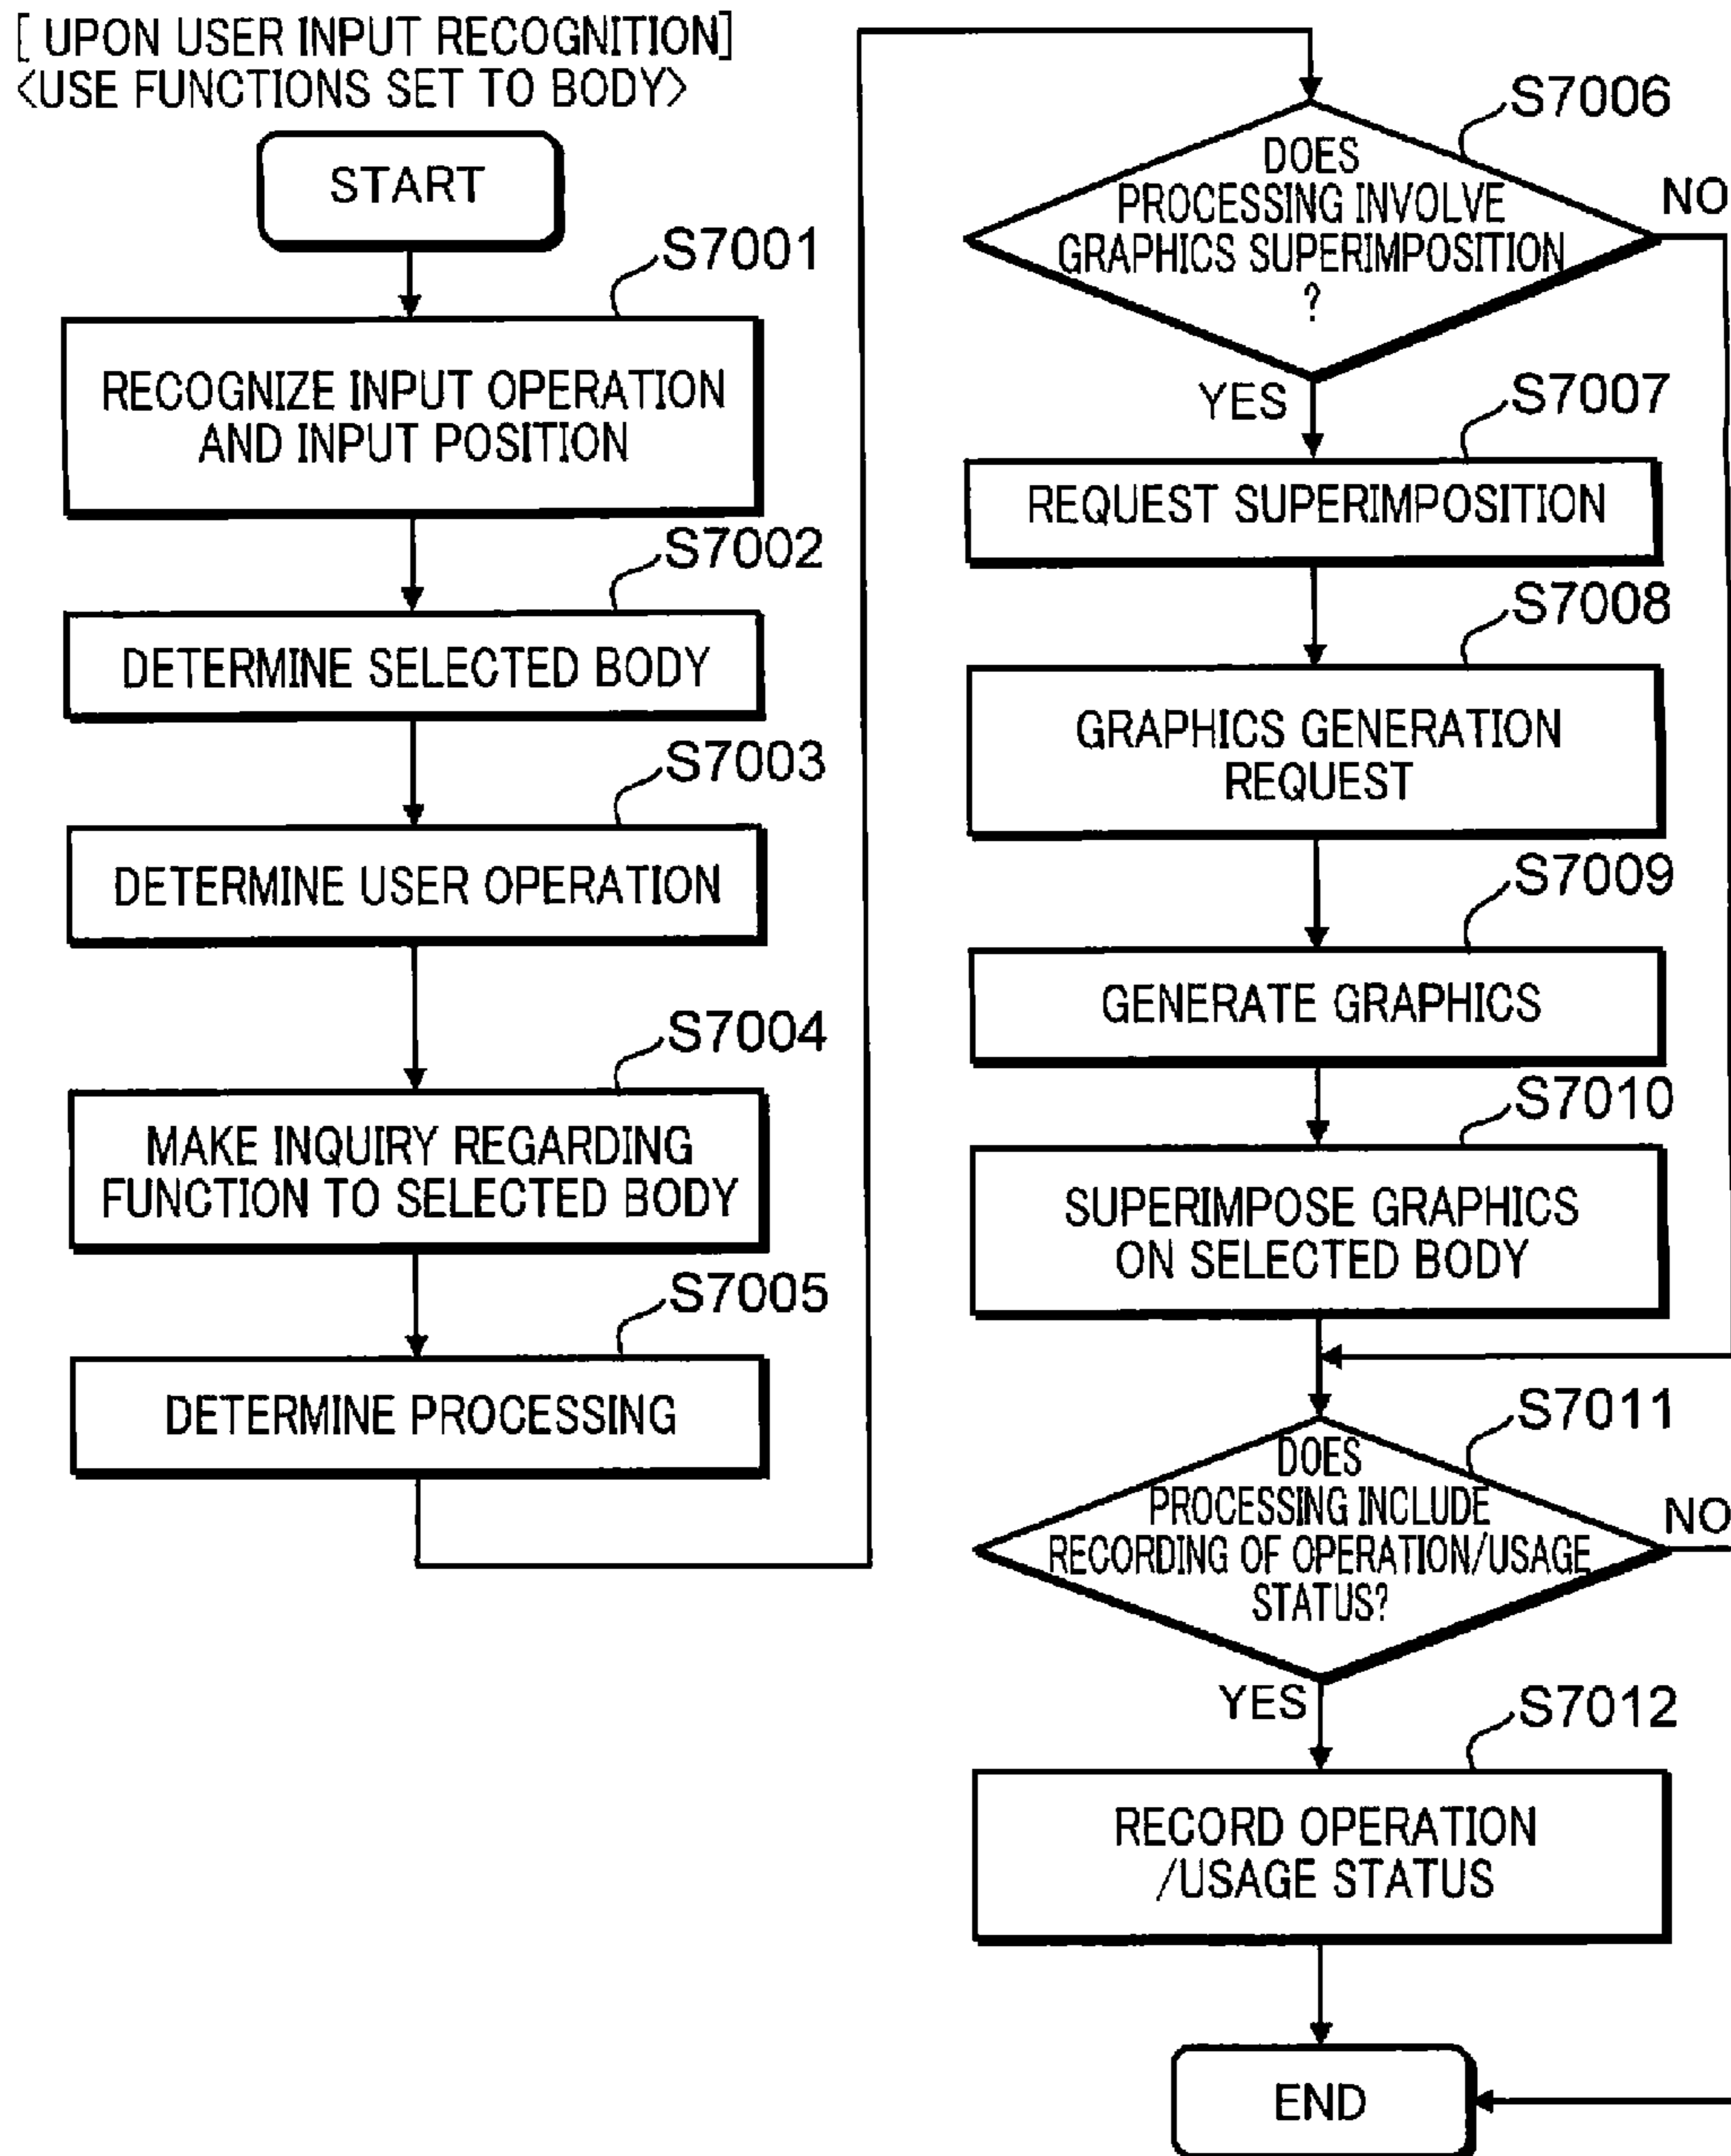 [ UPON USER INPUT RECOGNITION]
<USE FUNCTIONS SET TO BODY>
START
S7001
RECOGNIZE INPUT OPERATION
AND INPUT POSITION
S7002
DETERMINE SELECTED BODY
S7003
DETERMINE USER OPERATION
S7004
MAKE INQUIRY REGARDING
FUNCTION TO SELECTED BODY
S7005
DETERMINE PROCESSING
S7006
DOES
PROCESSING INVOLVE
GRAPHICS SUPERIMPOSITION
?
NO
YES
S7007
REQUEST SUPERIMPOSITION
S7008
GRAPHICS GENERATION
REQUEST
S7009
GENERATE GRAPHICS
S7010
SUPERIMPOSE GRAPHICS
ON SELECTED BODY
S7011
DOES
PROCESSING INCLUDE
RECORDING OF OPERATION/USAGE
STATUS?
NO
YES
S7012
RECORD OPERATION
/USAGE STATUS
END